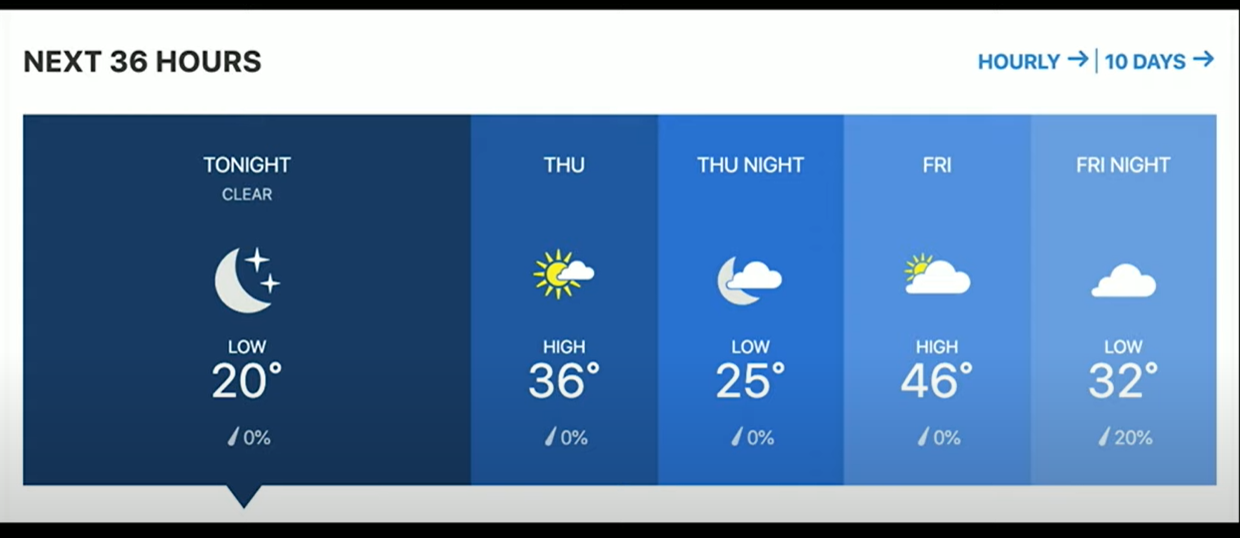 NEXT 36 HOURS
HOURLY → | 10 DAYS →
TONIGHT
CLEAR
LOW
20°
0%
THU
HIGH
36°
0%
THU NIGHT
LOW
25°
0%
FRI
HIGH
46°
0%
FRI NIGHT
LOW
32°
20%